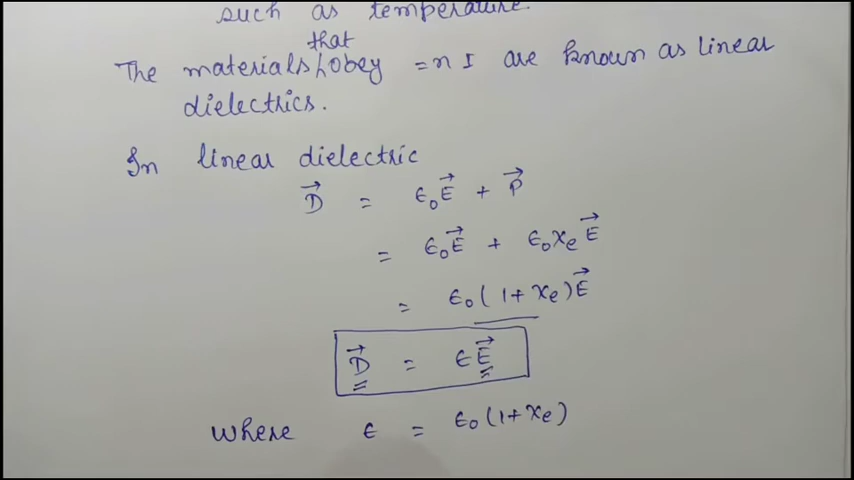 such as temperature.
that
The materials obey =n I are known as linear
dielectrics.
In linear dielectric
D⃗ = ϵ₀E⃗ + P⃗
= ϵ₀E⃗ + ϵ₀χₑE⃗
= ϵ₀(1+χₑ)E⃗
D⃗ = ϵE⃗
where ϵ = ϵ₀(1+χₑ)